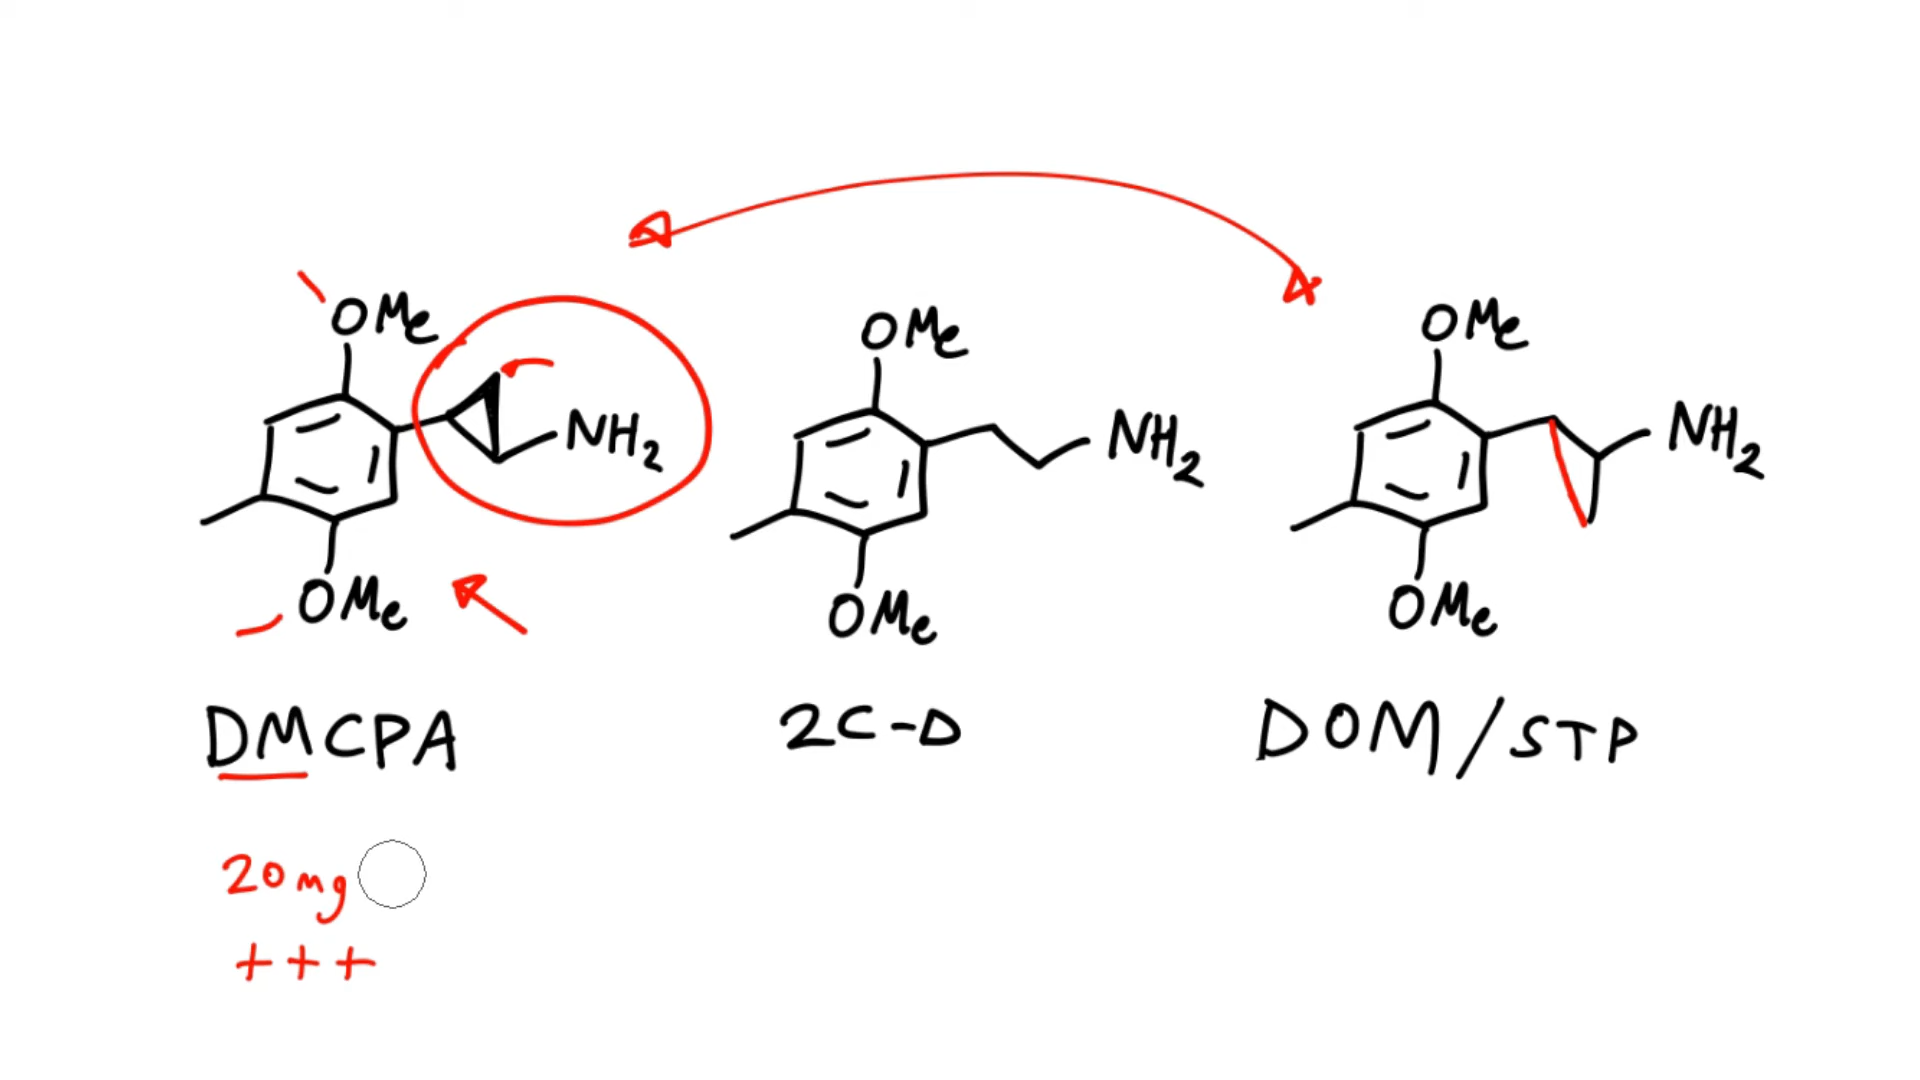 OMe
NH2
OMe
DMCPA
20mg
+++
OMe
NH2
OMe
2C-D
OMe
NH2
OMe
DOM/STP